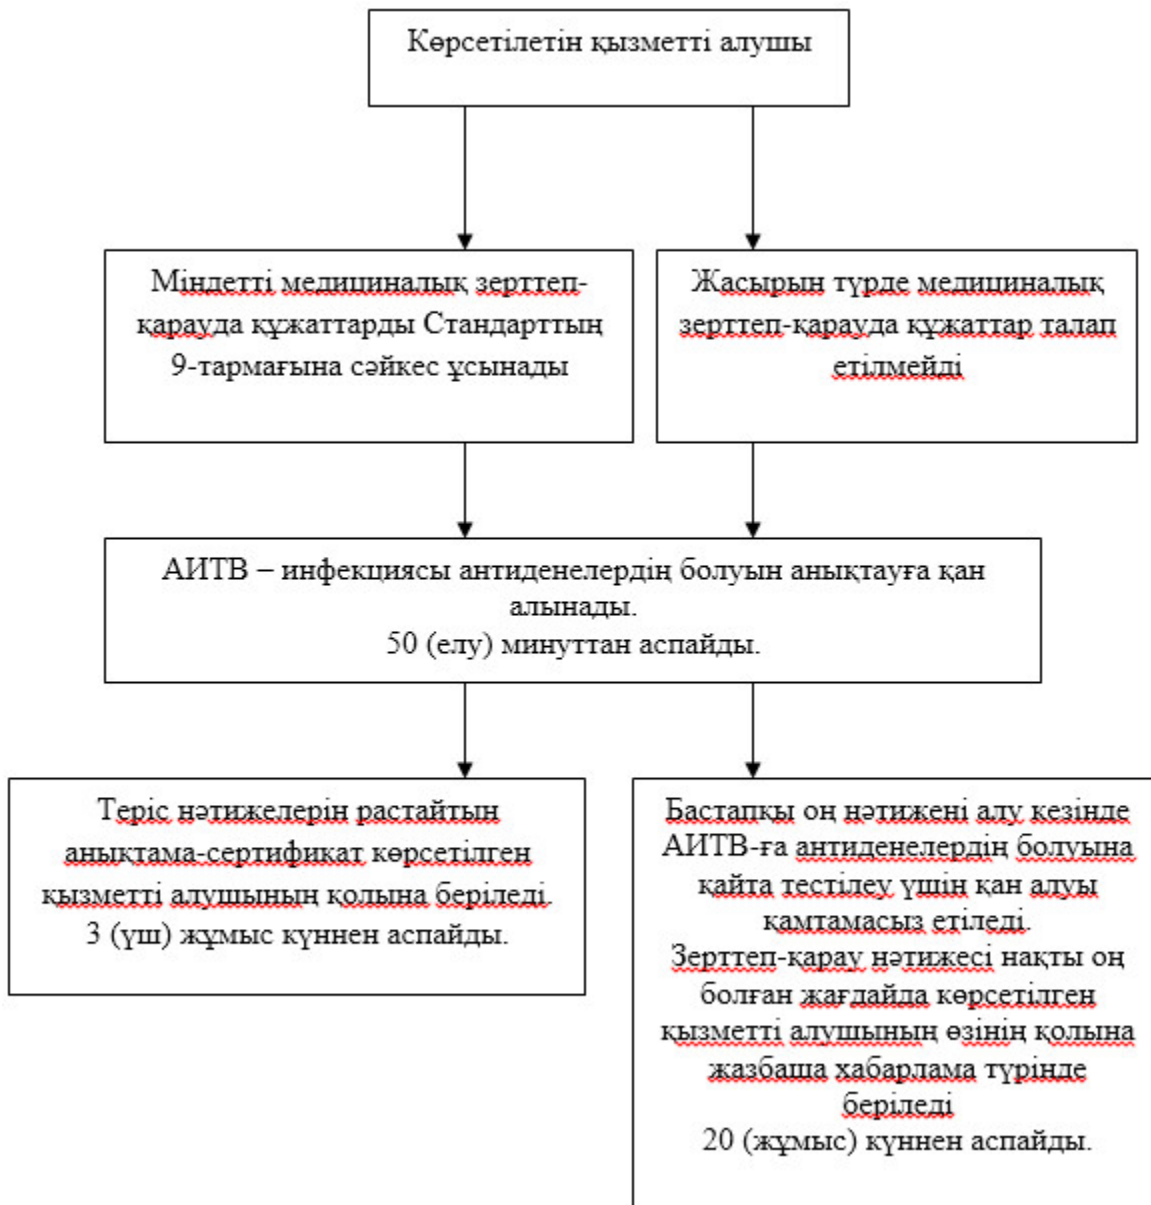 Көрсетілетін қызметті алушы
Міндетті медициналық зерттеп-
қарауда құжаттарды Стандарттың
9-тармағына сәйкес ұсынады
Жасырын түрде медициналық
зерттеп-қарауда құжаттар талап
етілмейді
АИТВ – инфекциясы антиденелердің болуын анықтауға қан
алынады.
50 (елу) минуттан аспайды.
Теріс нәтижелерін растайтын
анықтама-сертификат көрсетілген
қызметті алушының қолына беріледі.
3 (үш) жұмыс күннен аспайды.
Бастапқы оң нәтижені алу кезінде
АИТВ-ға антиденелердің болуына
қайта тестілеу үшін қан алуы
қамтамасыз етіледі.
Зерттеп-қарау нәтижесі нақты оң
болған жағдайда көрсетілген
қызметті алушының өзінің қолына
жазбаша хабарлама түрінде
беріледі
20 (жұмыс) күннен аспайды.